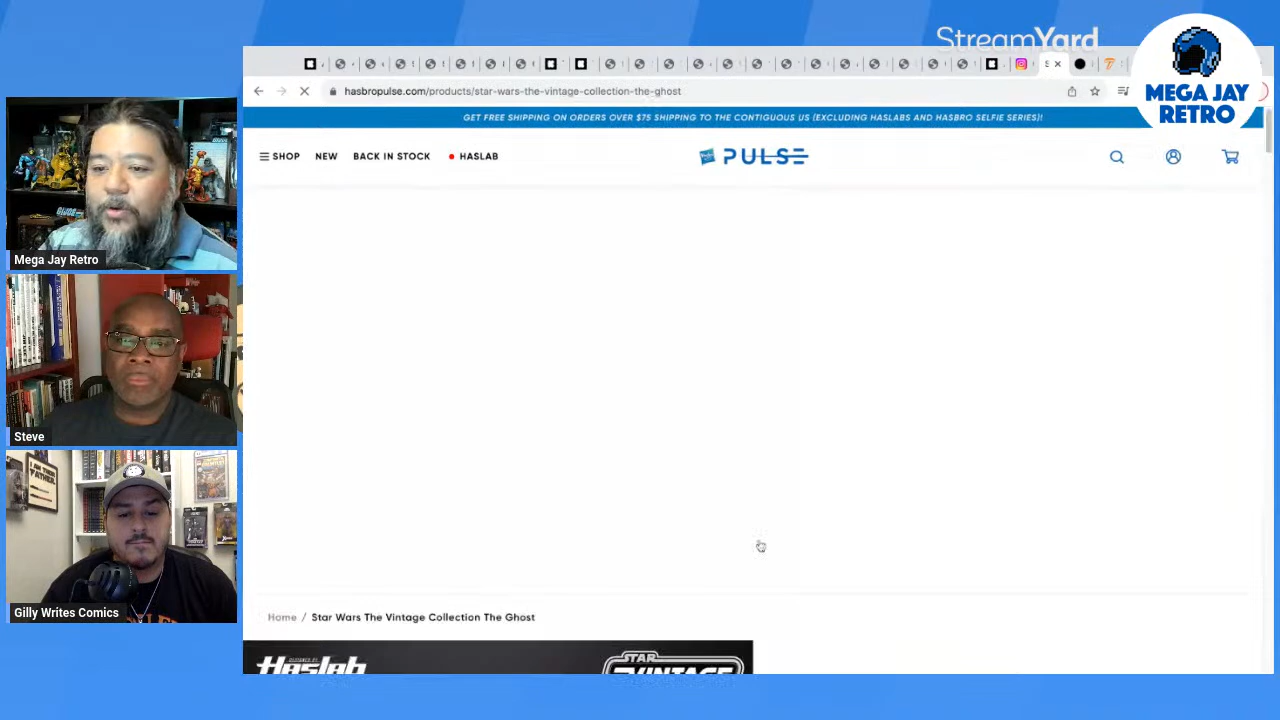 StreamYard
MEGA JAY
RETRO
hasbropulse.com/products/star-wars-the-vintage-collection-the-ghost
GET FREE SHIPPING ON ORDERS OVER $75 SHIPPING TO THE CONTIGUOUS US (EXCLUDING HASLABS AND HASBRO SELFIE SERIES)!
SHOP NEW BACK IN STOCK HASLAB
PULSE
Mega Jay Retro
Steve
I AM THEIR
FATHER.
Gilly Writes Comics
Home / Star Wars The Vintage Collection The Ghost
Haslab
STAR
VINTAGE